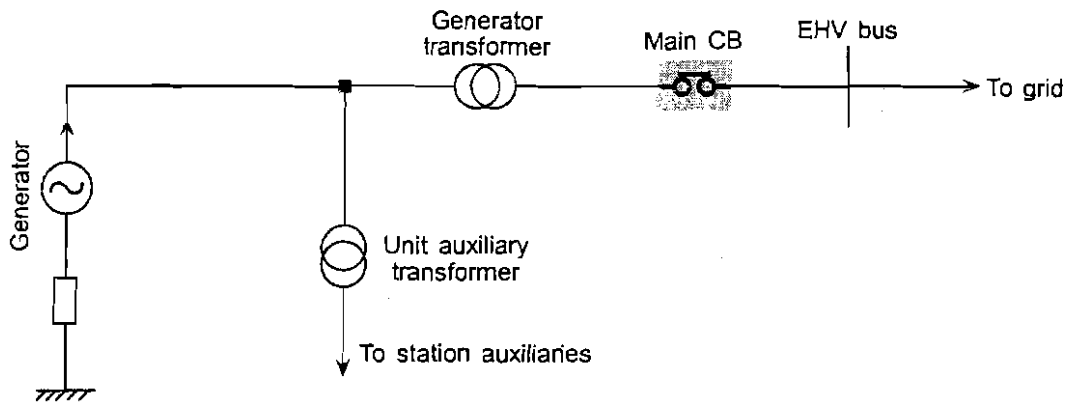 Generator
transformer
Main CB
EHV bus
To grid
Generator
Unit auxiliary
transformer
To station auxiliaries